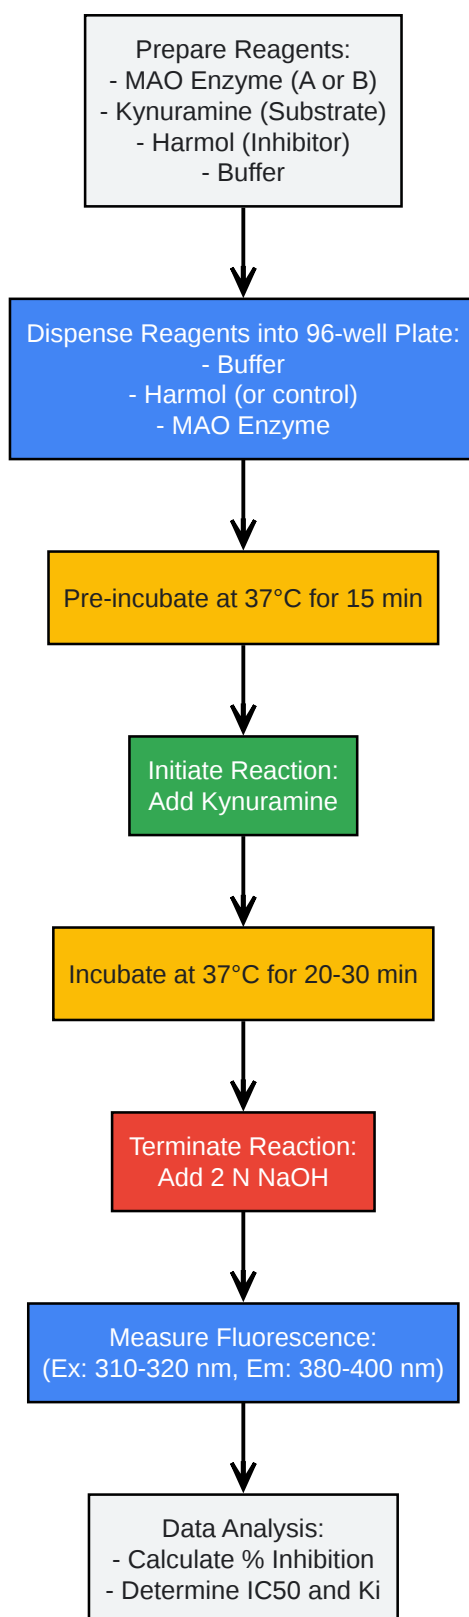 Prepare Reagents:
- MAO Enzyme (A or B)
- Kynuramine (Substrate)
- Harmol (Inhibitor)
- Buffer
Dispense Reagents into 96-well Plate:
- Buffer
- Harmol (or control)
- MAO Enzyme
Pre-incubate at 37°C for 15 min
Initiate Reaction:
Add Kynuramine
Incubate at 37°C for 20-30 min
Terminate Reaction:
Add 2 N NaOH
Measure Fluorescence:
(Ex: 310-320 nm, Em: 380-400 nm)
Data Analysis:
- Calculate % Inhibition
- Determine IC50 and Ki